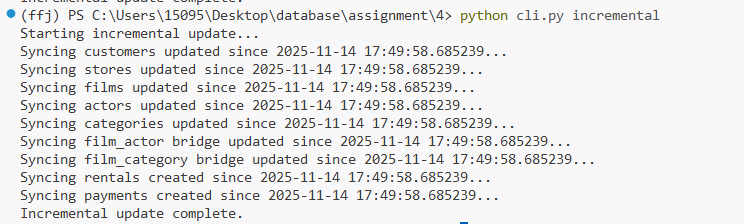 Incremental update complete.
(ffj) PS C:\Users\15095\Desktop\database\assignment\4> python cli.py incremental
Starting incremental update...
Syncing customers updated since 2025-11-14 17:49:58.685239...
Syncing stores updated since 2025-11-14 17:49:58.685239...
Syncing films updated since 2025-11-14 17:49:58.685239...
Syncing actors updated since 2025-11-14 17:49:58.685239...
Syncing categories updated since 2025-11-14 17:49:58.685239...
Syncing film_actor bridge updated since 2025-11-14 17:49:58.685239...
Syncing film_category bridge updated since 2025-11-14 17:49:58.685239...
Syncing rentals created since 2025-11-14 17:49:58.685239...
Syncing payments created since 2025-11-14 17:49:58.685239...
Incremental update complete.